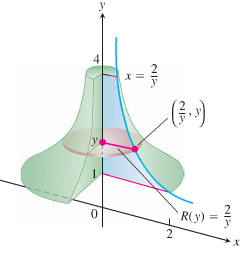 y
4
x = 2/y
(2/y, y)
y
1
0
R(y) = 2/y
2
x